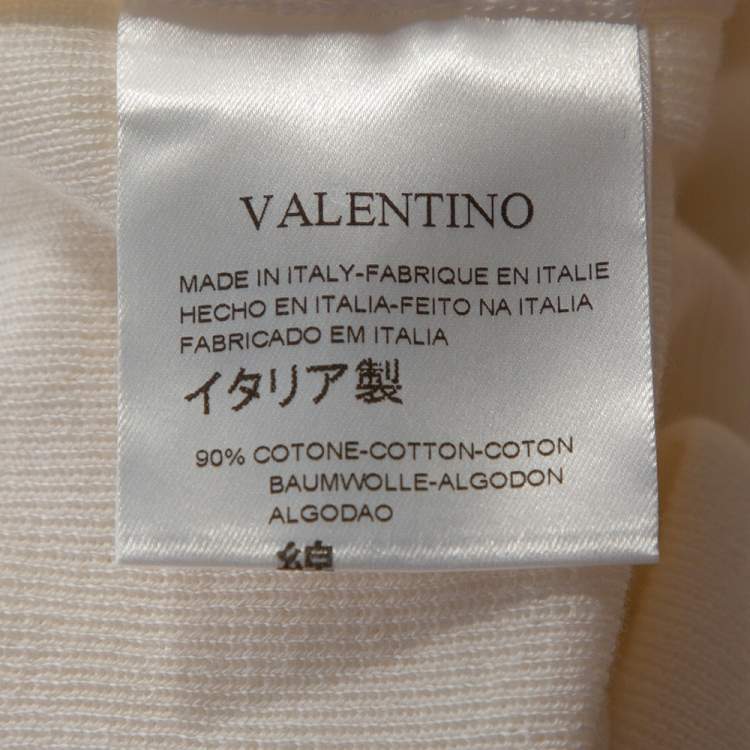 VALENTINO
MADE IN ITALY-FABRIQUE EN ITALIE
HECHO EN ITALIA-FEITO NA ITALIA
FABRICADO EM ITALIA
イタリア製
90% COTONE-COTTON-COTON
BAUMWOLLE-ALGODON
ALGODAO
綿